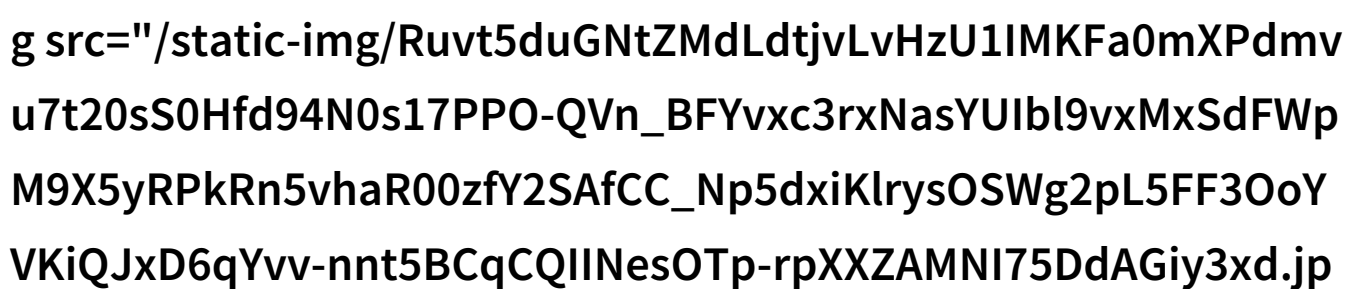 g src="/static-img/Ruvt5duGNtZMdLdtjvLvHzU1IMKFa0mXPdmv
u7t20sS0Hfd94N0s17PPO-QVn_BFYvxc3rxNasYUIbl9vxMxSdFWp
M9X5yRPkRn5vhaR00zfY2SAfCC_Np5dxiKlrysOSWg2pL5FF3OoY
VKiQJxD6qYvv-nnt5BCqCQIINesOTp-rpXXZAMNI75DdAGiy3xd.jp